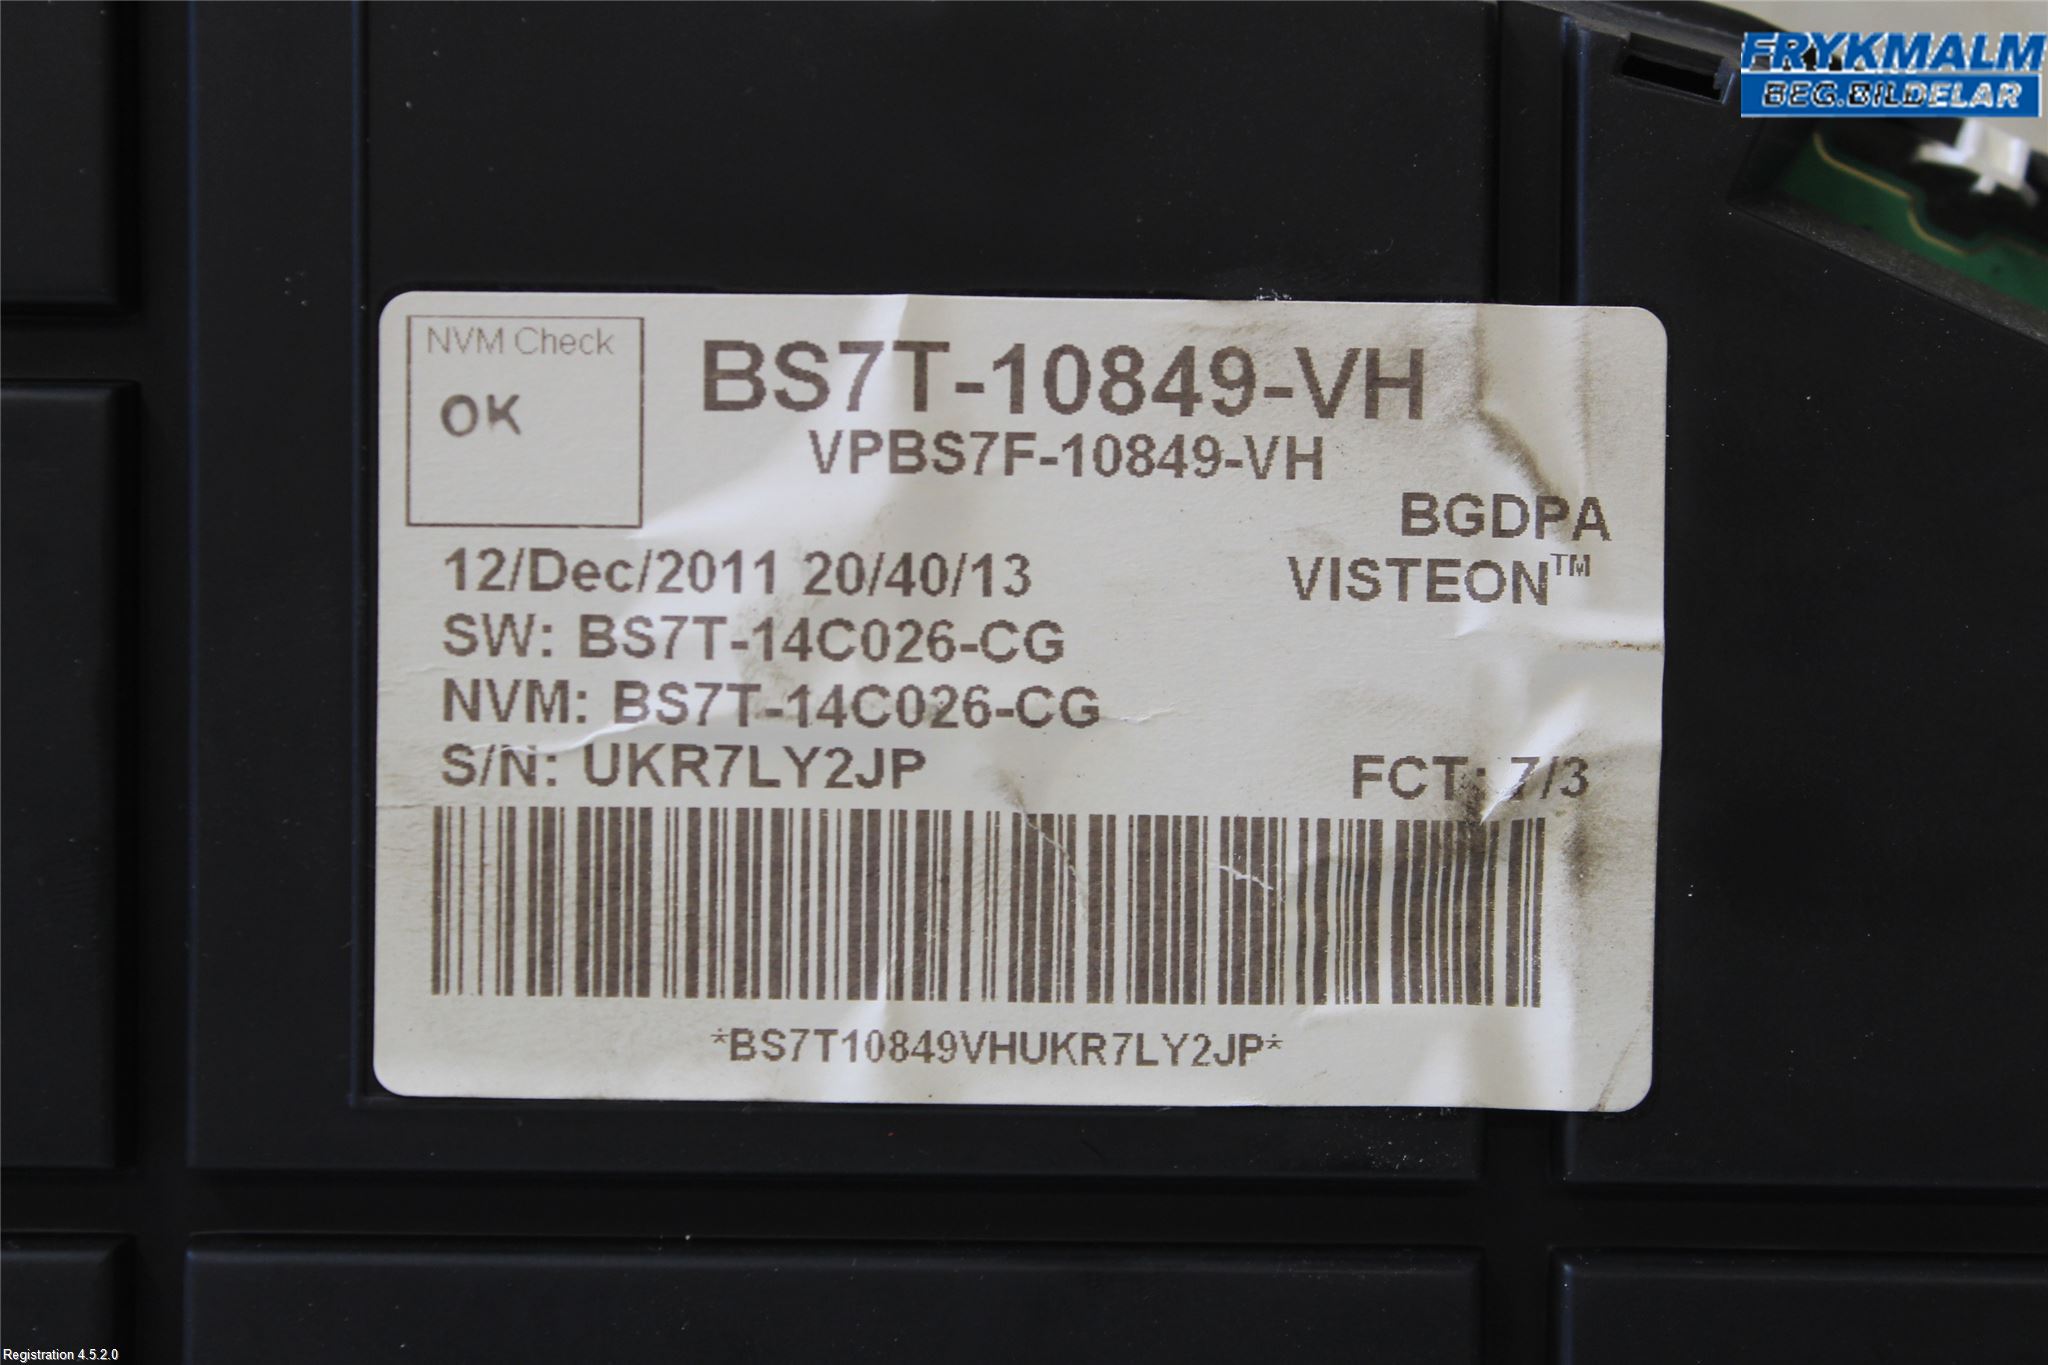 FRYKMALM
BEG.BILDELAR
NVM Check
OK
BS7T-10849-VH
VPBS7F-10849-VH
BGDPA
12/Dec/2011 20/40/13
VISTEON™
SW: BS7T-14C026-CG
NVM: BS7T-14C026-CG
S/N: UKR7LY2JP
FCT: 7/3
*BS7T10849VHUKR7LY2JP*
Registration 4.5.2.0